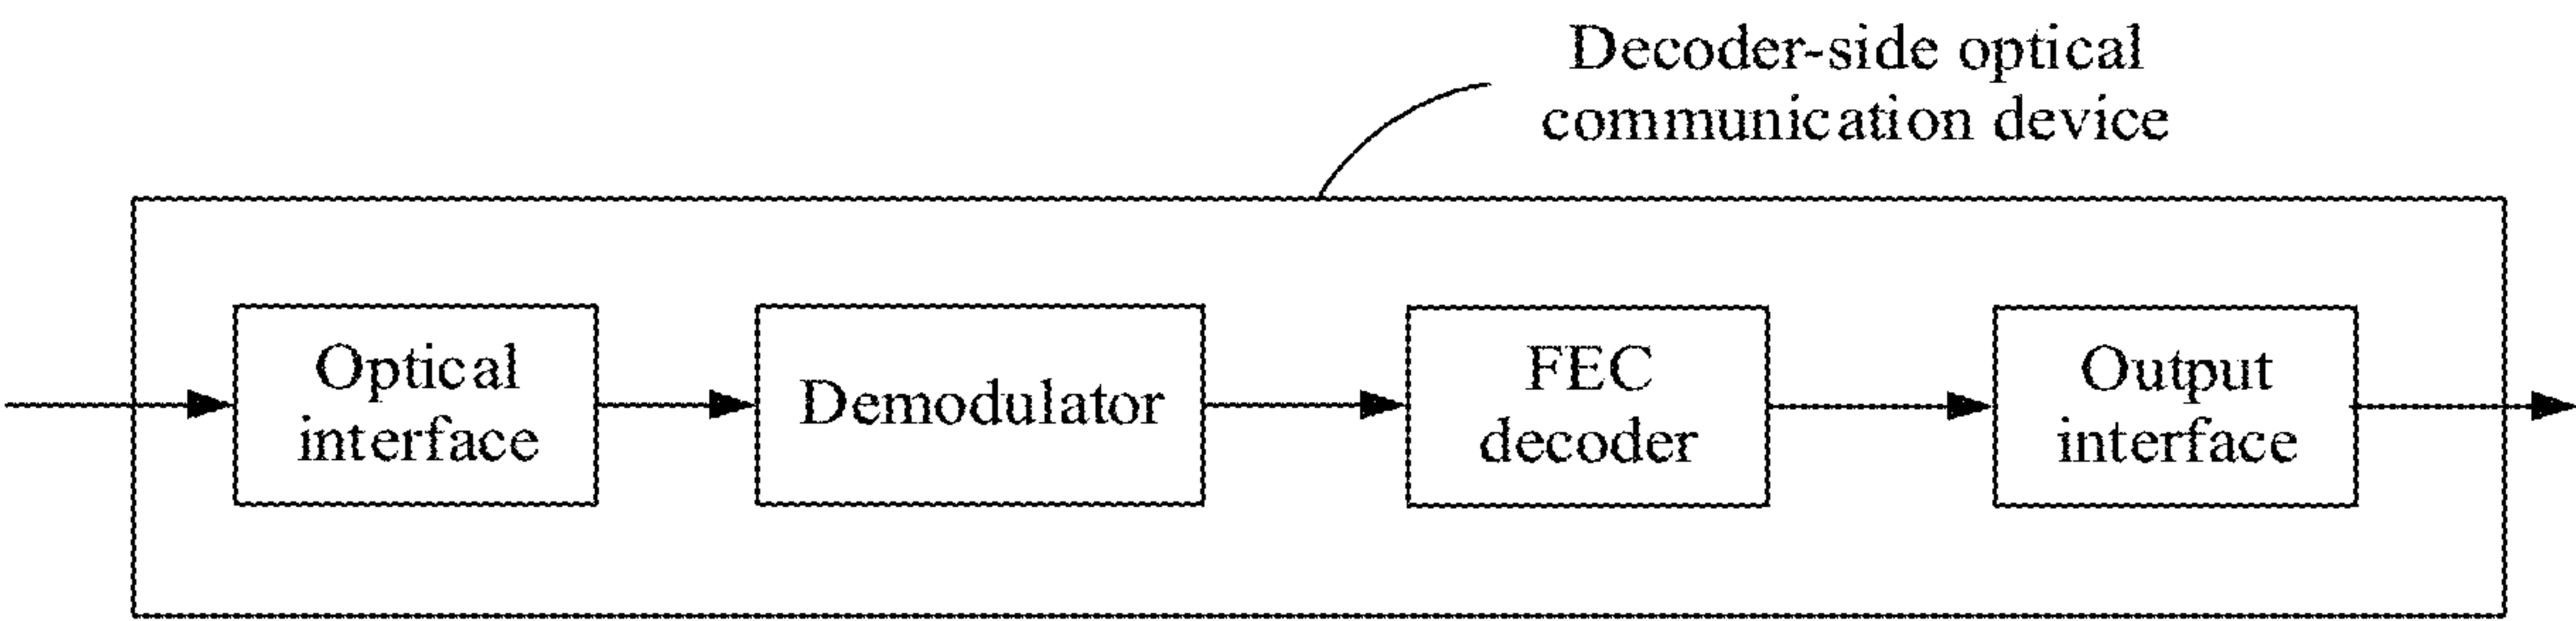 Decoder-side optical
communication device
Optical
interface
Demodulator
FEC
decoder
Output
interface